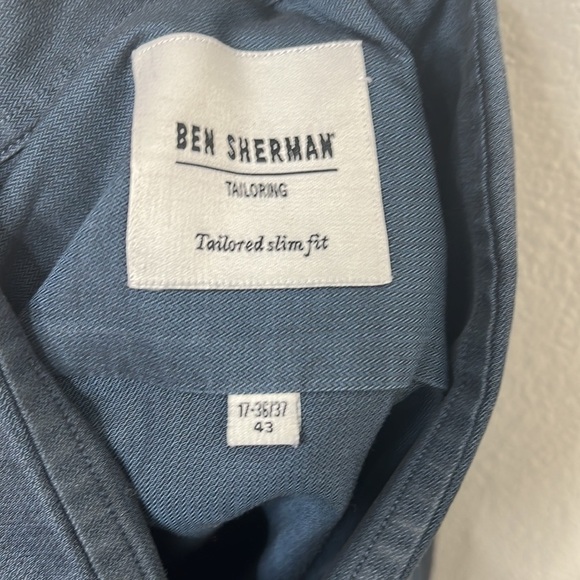 BEN SHERMAN
TAILORING
Tailored slim fit
17-36/37
43